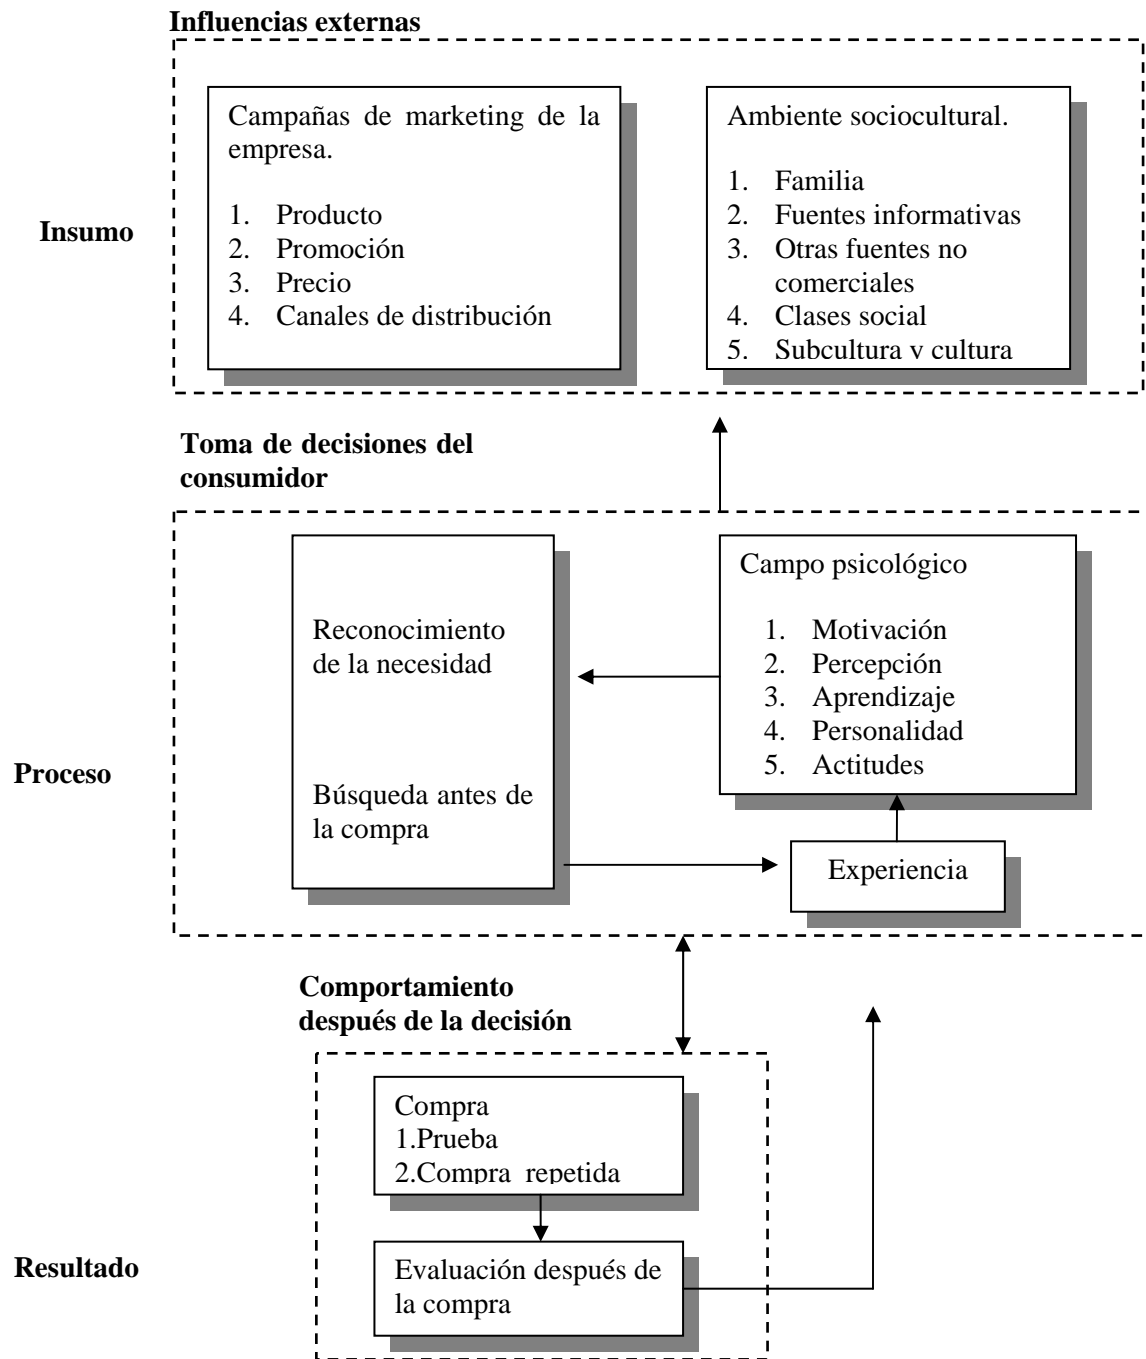 Influencias externas
Campañas de marketing de la
empresa.
1. Producto
2. Promoción
3. Precio
4. Canales de distribución
Ambiente sociocultural.
1. Familia
2. Fuentes informativas
3. Otras fuentes no
comerciales
4. Clases social
5. Subcultura y cultura
Insumo
Toma de decisiones del
consumidor
Reconocimiento
de la necesidad
Búsqueda antes de
la compra
Campo psicológico
1. Motivación
2. Percepción
3. Aprendizaje
4. Personalidad
5. Actitudes
Experiencia
Proceso
Comportamiento
después de la decisión
Compra
1.Prueba
2.Compra repetida
Evaluación después de
la compra
Resultado